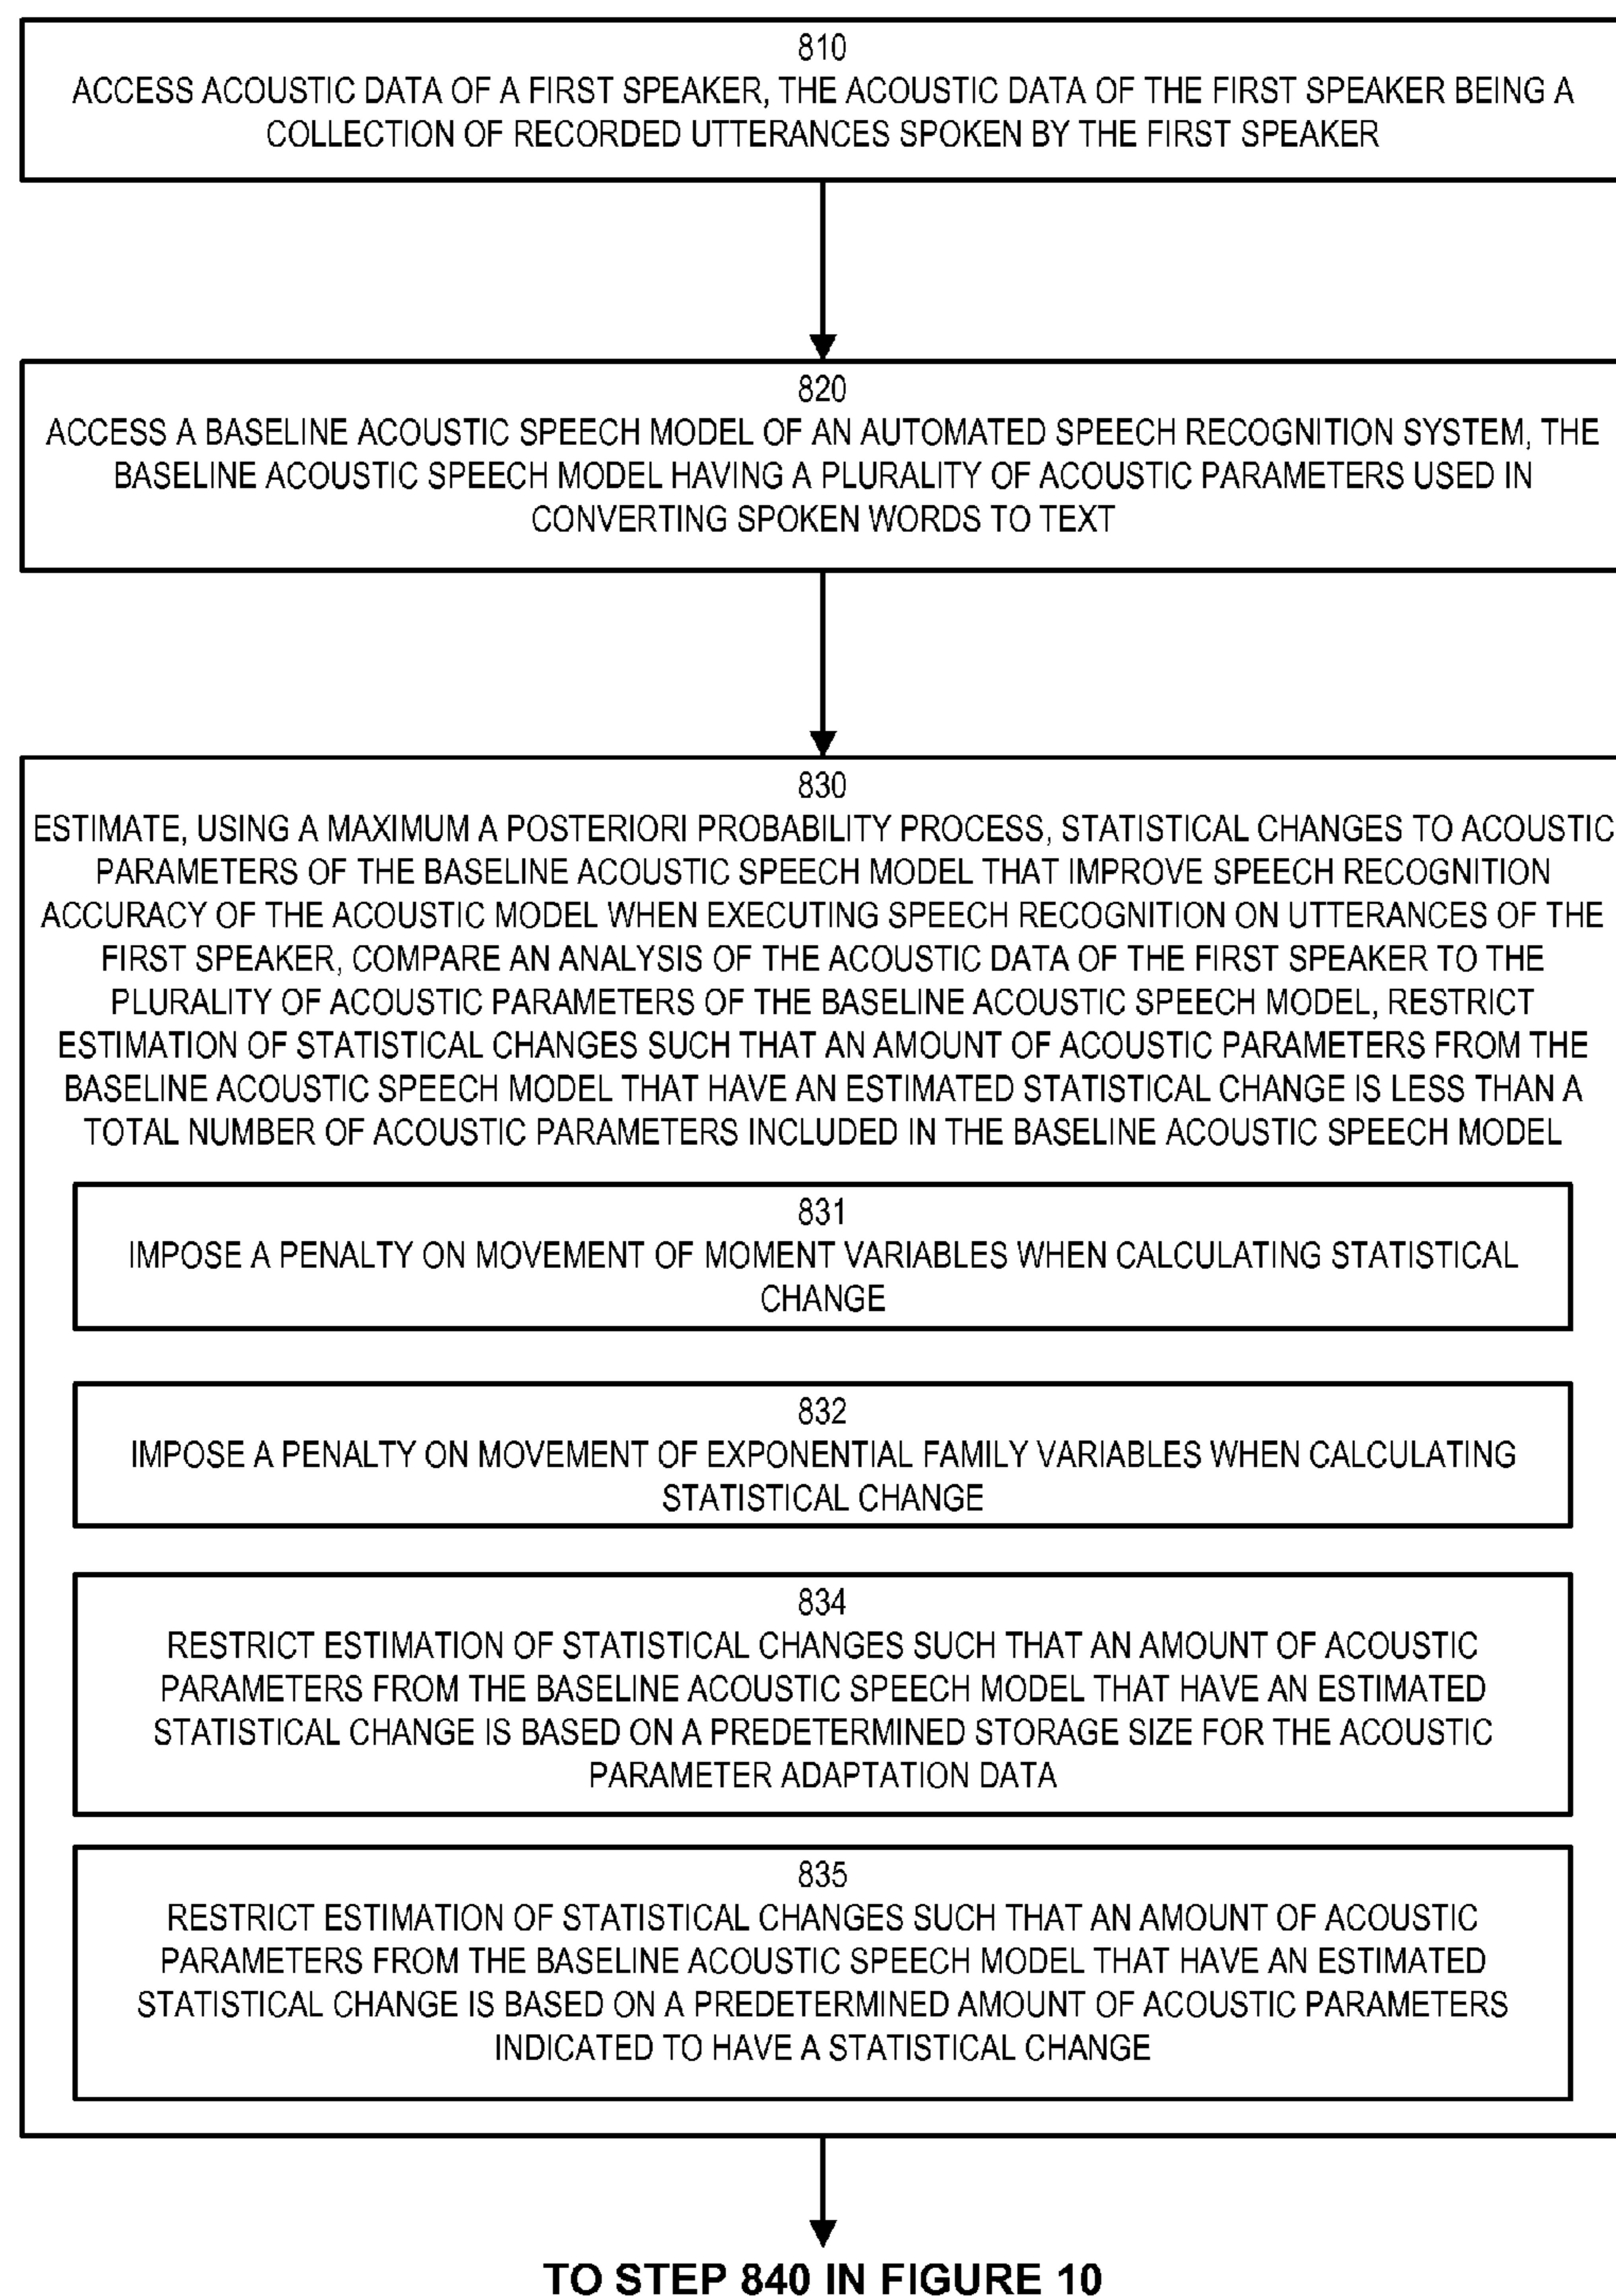 810
ACCESS ACOUSTIC DATA OF A FIRST SPEAKER, THE ACOUSTIC DATA OF THE FIRST SPEAKER BEING A
COLLECTION OF RECORDED UTTERANCES SPOKEN BY THE FIRST SPEAKER
820
ACCESS A BASELINE ACOUSTIC SPEECH MODEL OF AN AUTOMATED SPEECH RECOGNITION SYSTEM, THE
BASELINE ACOUSTIC SPEECH MODEL HAVING A PLURALITY OF ACOUSTIC PARAMETERS USED IN
CONVERTING SPOKEN WORDS TO TEXT
830
ESTIMATE, USING A MAXIMUM A POSTERIORI PROBABILITY PROCESS, STATISTICAL CHANGES TO ACOUSTIC
PARAMETERS OF THE BASELINE ACOUSTIC SPEECH MODEL THAT IMPROVE SPEECH RECOGNITION
ACCURACY OF THE ACOUSTIC MODEL WHEN EXECUTING SPEECH RECOGNITION ON UTTERANCES OF THE
FIRST SPEAKER, COMPARE AN ANALYSIS OF THE ACOUSTIC DATA OF THE FIRST SPEAKER TO THE
PLURALITY OF ACOUSTIC PARAMETERS OF THE BASELINE ACOUSTIC SPEECH MODEL, RESTRICT
ESTIMATION OF STATISTICAL CHANGES SUCH THAT AN AMOUNT OF ACOUSTIC PARAMETERS FROM THE
BASELINE ACOUSTIC SPEECH MODEL THAT HAVE AN ESTIMATED STATISTICAL CHANGE IS LESS THAN A
TOTAL NUMBER OF ACOUSTIC PARAMETERS INCLUDED IN THE BASELINE ACOUSTIC SPEECH MODEL
831
IMPOSE A PENALTY ON MOVEMENT OF MOMENT VARIABLES WHEN CALCULATING STATISTICAL
CHANGE
832
IMPOSE A PENALTY ON MOVEMENT OF EXPONENTIAL FAMILY VARIABLES WHEN CALCULATING
STATISTICAL CHANGE
834
RESTRICT ESTIMATION OF STATISTICAL CHANGES SUCH THAT AN AMOUNT OF ACOUSTIC
PARAMETERS FROM THE BASELINE ACOUSTIC SPEECH MODEL THAT HAVE AN ESTIMATED
STATISTICAL CHANGE IS BASED ON A PREDETERMINED STORAGE SIZE FOR THE ACOUSTIC
PARAMETER ADAPTATION DATA
835
RESTRICT ESTIMATION OF STATISTICAL CHANGES SUCH THAT AN AMOUNT OF ACOUSTIC
PARAMETERS FROM THE BASELINE ACOUSTIC SPEECH MODEL THAT HAVE AN ESTIMATED
STATISTICAL CHANGE IS BASED ON A PREDETERMINED AMOUNT OF ACOUSTIC PARAMETERS
INDICATED TO HAVE A STATISTICAL CHANGE
TO STEP 840 IN FIGURE 10